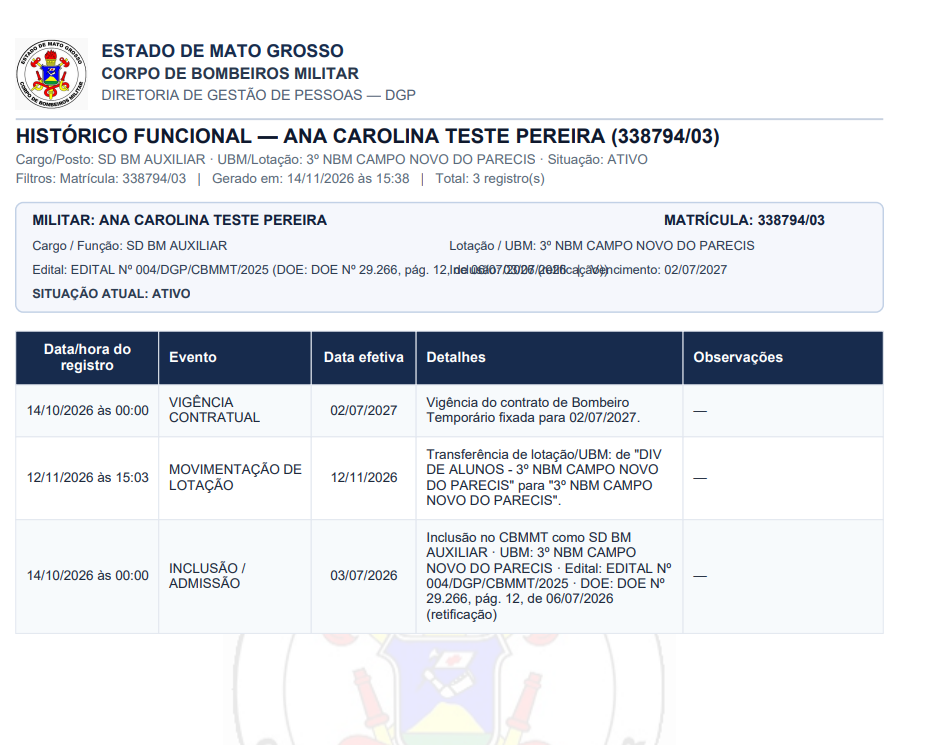 ESTADO DE MATO GROSSO
CORPO DE BOMBEIROS MILITAR
DIRETORIA DE GESTÃO DE PESSOAS — DGP
ESTADO DE MATO GROSSO
CORPO DE BOMBEIROS MILITAR
HISTÓRICO FUNCIONAL — ANA CAROLINA TESTE PEREIRA (338794/03)
Cargo/Posto: SD BM AUXILIAR · UBM/Lotação: 3º NBM CAMPO NOVO DO PARECIS · Situação: ATIVO
Filtros: Matrícula: 338794/03 | Gerado em: 14/11/2026 às 15:38 | Total: 3 registro(s)
MILITAR: ANA CAROLINA TESTE PEREIRA MATRÍCULA: 338794/03
Cargo / Função: SD BM AUXILIAR Lotação / UBM: 3º NBM CAMPO NOVO DO PARECIS
Edital: EDITAL Nº 004/DGP/CBMMT/2025 (DOE: DOE Nº 29.266, pág. 12, Vencimento: 02/07/2027
SITUAÇÃO ATUAL: ATIVO
Data/hora do
registro
Evento
Data efetiva
Detalhes
Observações
14/10/2026 às 00:00
VIGÊNCIA
CONTRATUAL
02/07/2027
Vigência do contrato de Bombeiro
Temporário fixada para 02/07/2027.
—
12/11/2026 às 15:03
MOVIMENTAÇÃO DE
LOTAÇÃO
12/11/2026
Transferência de lotação/UBM: de "DIV
DE ALUNOS - 3º NBM CAMPO NOVO
DO PARECIS" para "3º NBM CAMPO
NOVO DO PARECIS".
—
14/10/2026 às 00:00
INCLUSÃO /
ADMISSÃO
03/07/2026
Inclusão no CBMMT como SD BM
AUXILIAR · UBM: 3º NBM CAMPO
NOVO DO PARECIS · Edital: EDITAL Nº
004/DGP/CBMMT/2025 · DOE: DOE Nº
29.266, pág. 12, de 06/07/2026
(retificação)
—